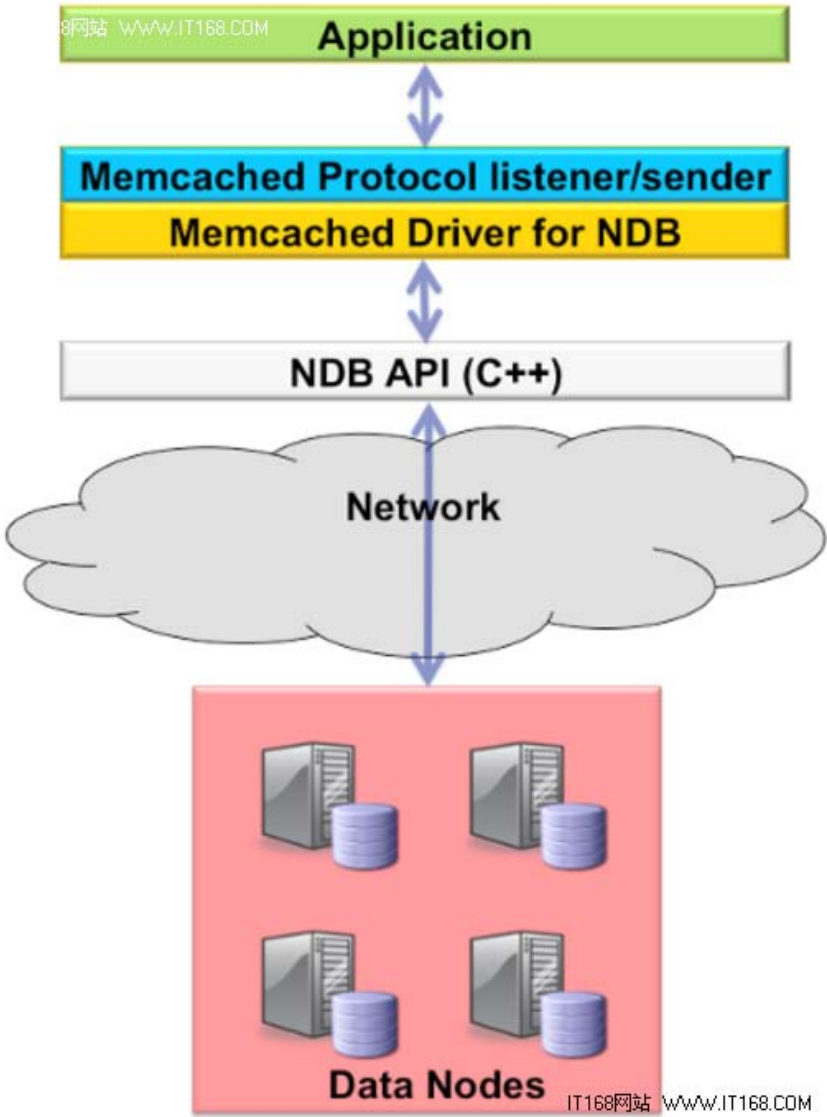 8网站 WWW.IT168.COM
Application
Memcached Protocol listener/sender
Memcached Driver for NDB
NDB API (C++)
Network
Data Nodes
IT168网站 WWW.IT168.COM